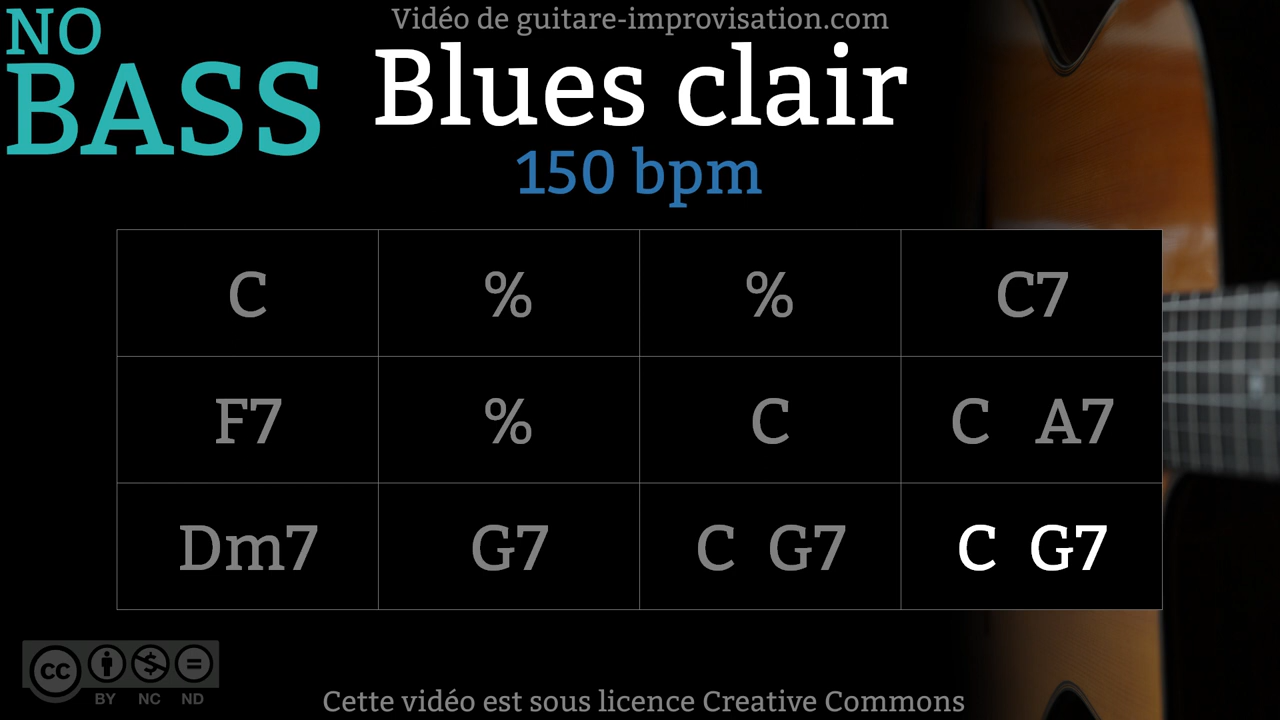 Vidéo de guitare-improvisation.com
NO
BASS
Blues clair
150 bpm
C % % C7
F7 % C C A7
Dm7 G7 C G7 C G7
cc BY NC ND
Cette vidéo est sous licence Creative Commons